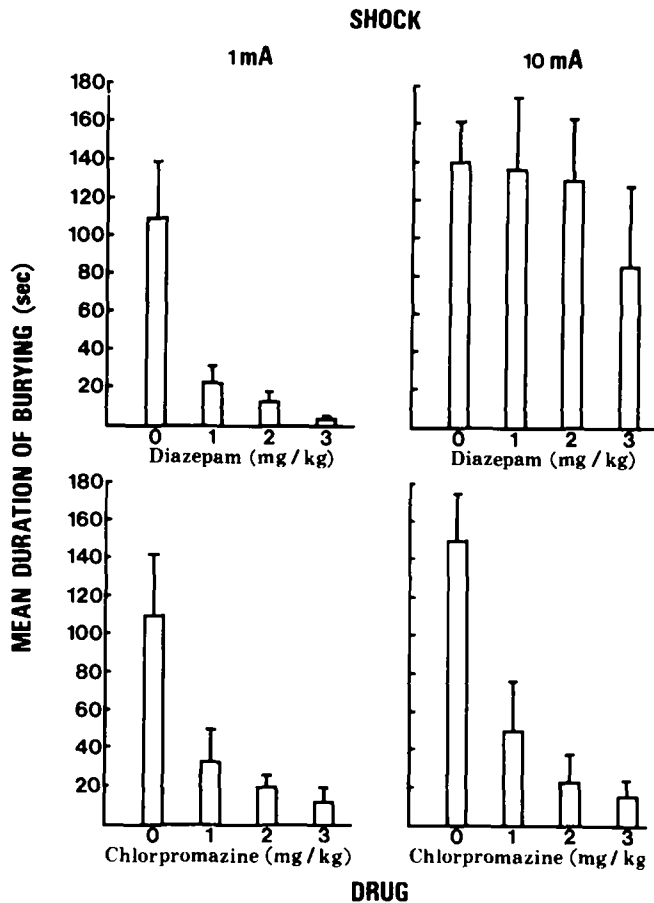 SHOCK
1 mA
10 mA
180
160
140
120
100
80
60
40
20
0 1 2 3
Diazepam (mg/kg)
0 1 2 3
Diazepam (mg/kg)
MEAN DURATION OF BURYING (sec)
180
160
140
120
100
80
60
40
20
0 1 2 3
Chlorpromazine (mg/kg)
0 1 2 3
Chlorpromazine (mg/kg
DRUG